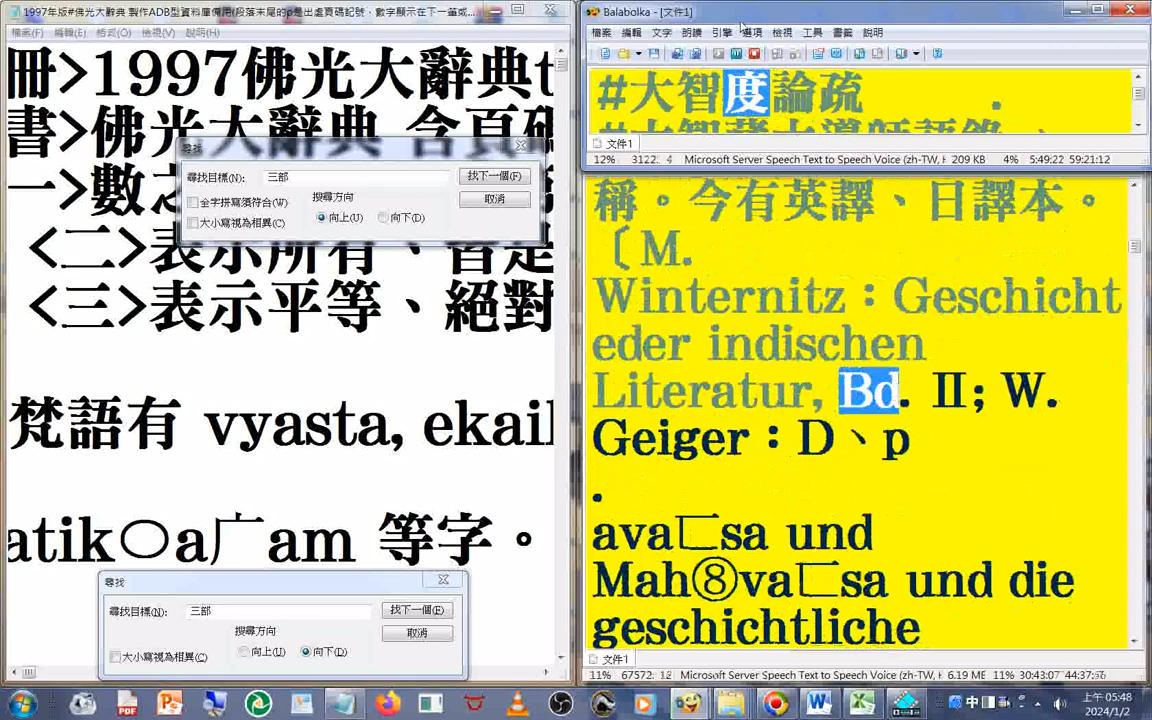 1997年版#佛光大辭典 製作ADB型資料庫備用(段落末尾的p是出處頁碼記號、數字顯示在下一筆或...
檔案(F) 編輯(E) 格式(O) 檢視(V) 說明(H)
冊>1997佛光大辭典t
書>佛光大辭典 含頁碼
一>數之
<二>表示所有、皆是
<三>表示平等、絕對
梵語有 vyasta, ekail
atik○a广am 等字。
尋找
尋找目標(N): 三部
找下一個(F)
全字拼寫須符合(W)
搜尋方向
取消
大小寫視為相異(C)
向上(U) 向下(D)
尋找
尋找目標(N): 三部
找下一個(F)
搜尋方向
取消
大小寫視為相異(C)
向上(U) 向下(D)
Balabolka - [文件1]
檔案 編輯 文字 朗讀 引擎 選項 檢視 工具 書籤 說明
#大智度論疏 .
文件1
12% 3122. 4 Microsoft Server Speech Text to Speech Voice (zh-TW, H 209 KB 4% 5:49:22 59:21:12
稱。今有英譯、日譯本。
〔M.
Winternitz：Geschicht
eder indischen
Literatur, Bd. Ⅱ; W.
Geiger：D、p
.
ava匚sa und
Mah⑧va匚sa und die
geschichtliche
文件1
11% 67572. 12 Microsoft Server Speech Text to Speech Voice (zh-TW, 6.19 ME 11% 30:43:07 44:37:56
中
上午 05:48
2024/1/2